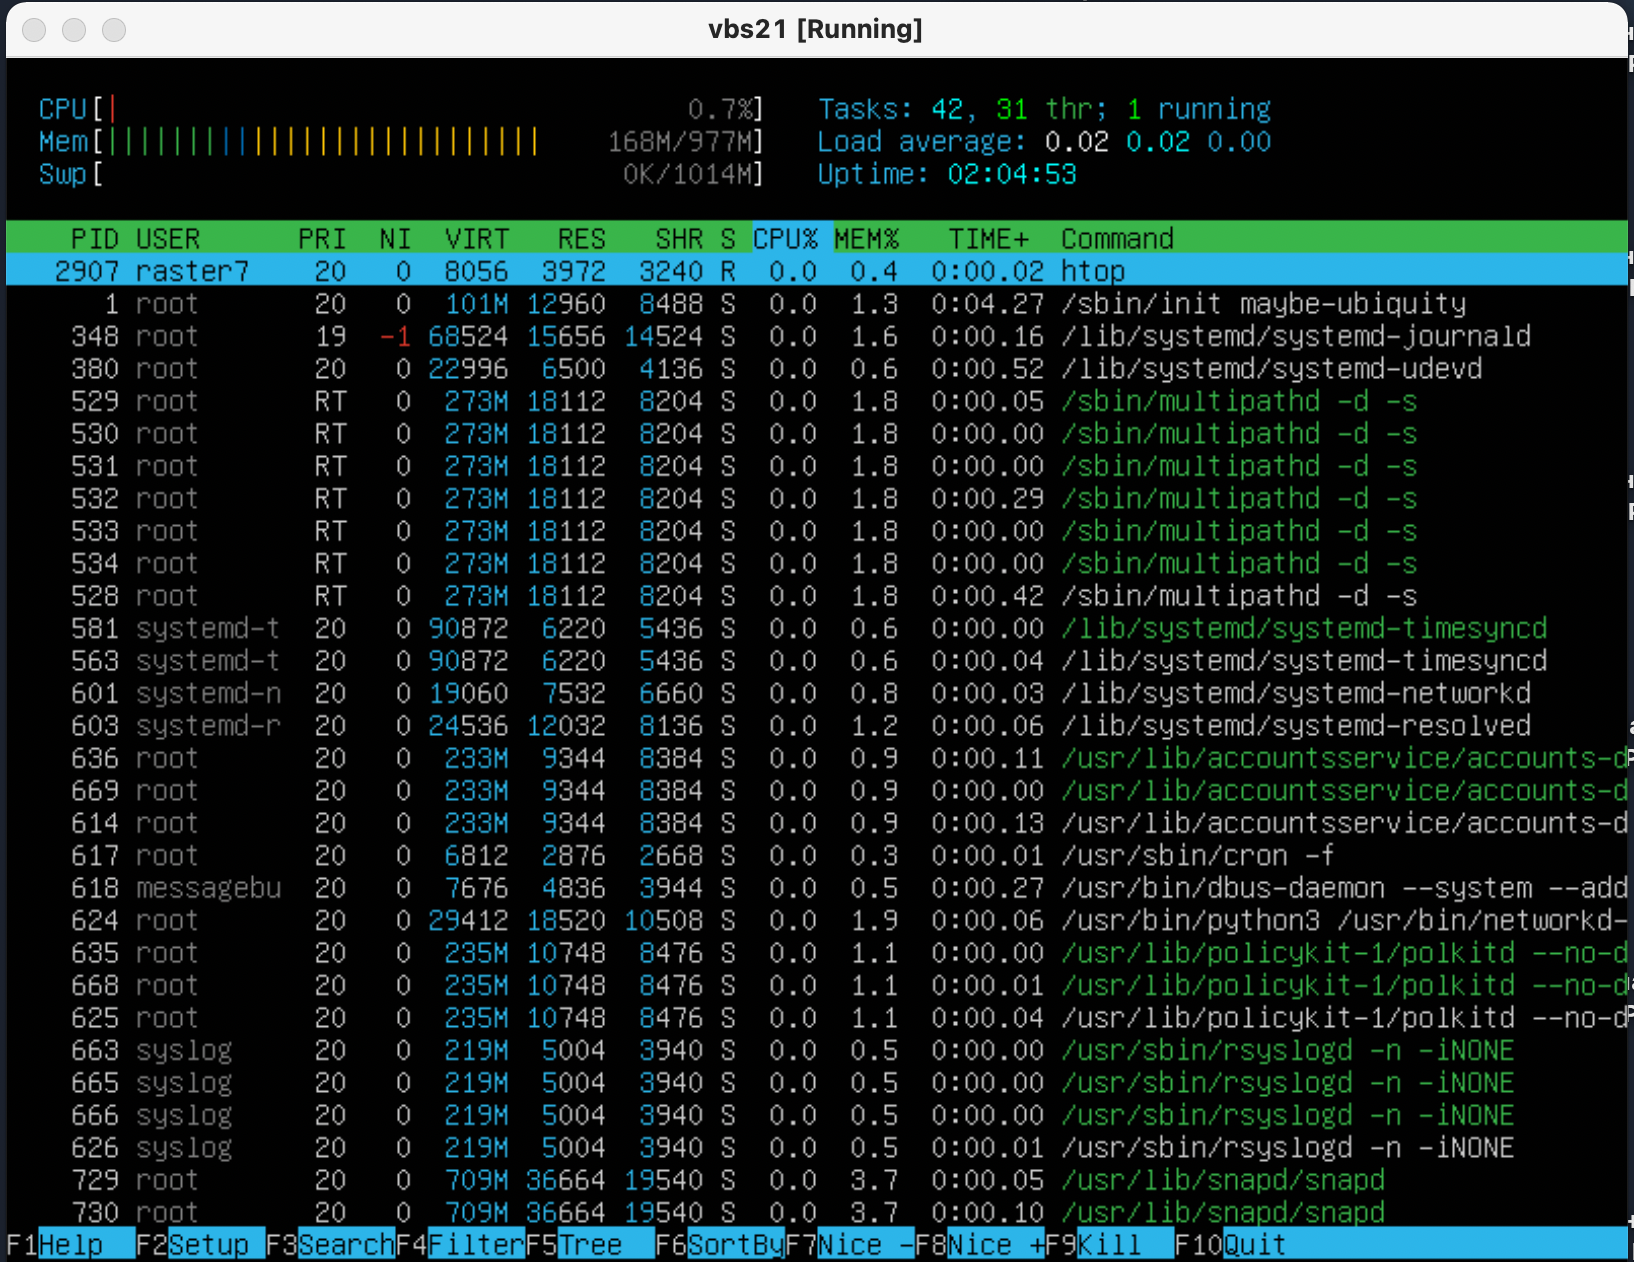 vbs21 [Running]
CPU[| 0.7%] Tasks: 42, 31 thr; 1 running
Mem[||||||||||||||||||||||||||| 168M/977M] Load average: 0.02 0.02 0.00
Swp[ 0K/1014M] Uptime: 02:04:53
PID USER PRI NI VIRT RES SHR S CPU% MEM% TIME+ Command
2907 raster7 20 0 8056 3972 3240 R 0.0 0.4 0:00.02 htop
1 root 20 0 101M 12960 8488 S 0.0 1.3 0:04.27 /sbin/init maybe-ubiquity
348 root 19 -1 68524 15656 14524 S 0.0 1.6 0:00.16 /lib/systemd/systemd-journald
380 root 20 0 22996 6500 4136 S 0.0 0.6 0:00.52 /lib/systemd/systemd-udevd
529 root RT 0 273M 18112 8204 S 0.0 1.8 0:00.05 /sbin/multipathd -d -s
530 root RT 0 273M 18112 8204 S 0.0 1.8 0:00.00 /sbin/multipathd -d -s
531 root RT 0 273M 18112 8204 S 0.0 1.8 0:00.00 /sbin/multipathd -d -s
532 root RT 0 273M 18112 8204 S 0.0 1.8 0:00.29 /sbin/multipathd -d -s
533 root RT 0 273M 18112 8204 S 0.0 1.8 0:00.00 /sbin/multipathd -d -s
534 root RT 0 273M 18112 8204 S 0.0 1.8 0:00.00 /sbin/multipathd -d -s
528 root RT 0 273M 18112 8204 S 0.0 1.8 0:00.42 /sbin/multipathd -d -s
581 systemd-t 20 0 90872 6220 5436 S 0.0 0.6 0:00.00 /lib/systemd/systemd-timesyncd
563 systemd-t 20 0 90872 6220 5436 S 0.0 0.6 0:00.04 /lib/systemd/systemd-timesyncd
601 systemd-n 20 0 19060 7532 6660 S 0.0 0.8 0:00.03 /lib/systemd/systemd-networkd
603 systemd-r 20 0 24536 12032 8136 S 0.0 1.2 0:00.06 /lib/systemd/systemd-resolved
636 root 20 0 233M 9344 8384 S 0.0 0.9 0:00.11 /usr/lib/accountsservice/accounts-d
669 root 20 0 233M 9344 8384 S 0.0 0.9 0:00.00 /usr/lib/accountsservice/accounts-d
614 root 20 0 233M 9344 8384 S 0.0 0.9 0:00.13 /usr/lib/accountsservice/accounts-d
617 root 20 0 6812 2876 2668 S 0.0 0.3 0:00.01 /usr/sbin/cron -f
618 messagebu 20 0 7676 4836 3944 S 0.0 0.5 0:00.27 /usr/bin/dbus-daemon --system --add
624 root 20 0 29412 18520 10508 S 0.0 1.9 0:00.06 /usr/bin/python3 /usr/bin/networkd-
635 root 20 0 235M 10748 8476 S 0.0 1.1 0:00.00 /usr/lib/policykit-1/polkitd --no-d
668 root 20 0 235M 10748 8476 S 0.0 1.1 0:00.01 /usr/lib/policykit-1/polkitd --no-d
625 root 20 0 235M 10748 8476 S 0.0 1.1 0:00.04 /usr/lib/policykit-1/polkitd --no-d
663 syslog 20 0 219M 5004 3940 S 0.0 0.5 0:00.00 /usr/sbin/rsyslogd -n -iNONE
665 syslog 20 0 219M 5004 3940 S 0.0 0.5 0:00.00 /usr/sbin/rsyslogd -n -iNONE
666 syslog 20 0 219M 5004 3940 S 0.0 0.5 0:00.00 /usr/sbin/rsyslogd -n -iNONE
626 syslog 20 0 219M 5004 3940 S 0.0 0.5 0:00.01 /usr/sbin/rsyslogd -n -iNONE
729 root 20 0 709M 36664 19540 S 0.0 3.7 0:00.05 /usr/lib/snapd/snapd
730 root 20 0 709M 36664 19540 S 0.0 3.7 0:00.10 /usr/lib/snapd/snapd
F1Help F2Setup F3SearchF4FilterF5Tree F6SortByF7Nice -F8Nice +F9Kill F10Quit